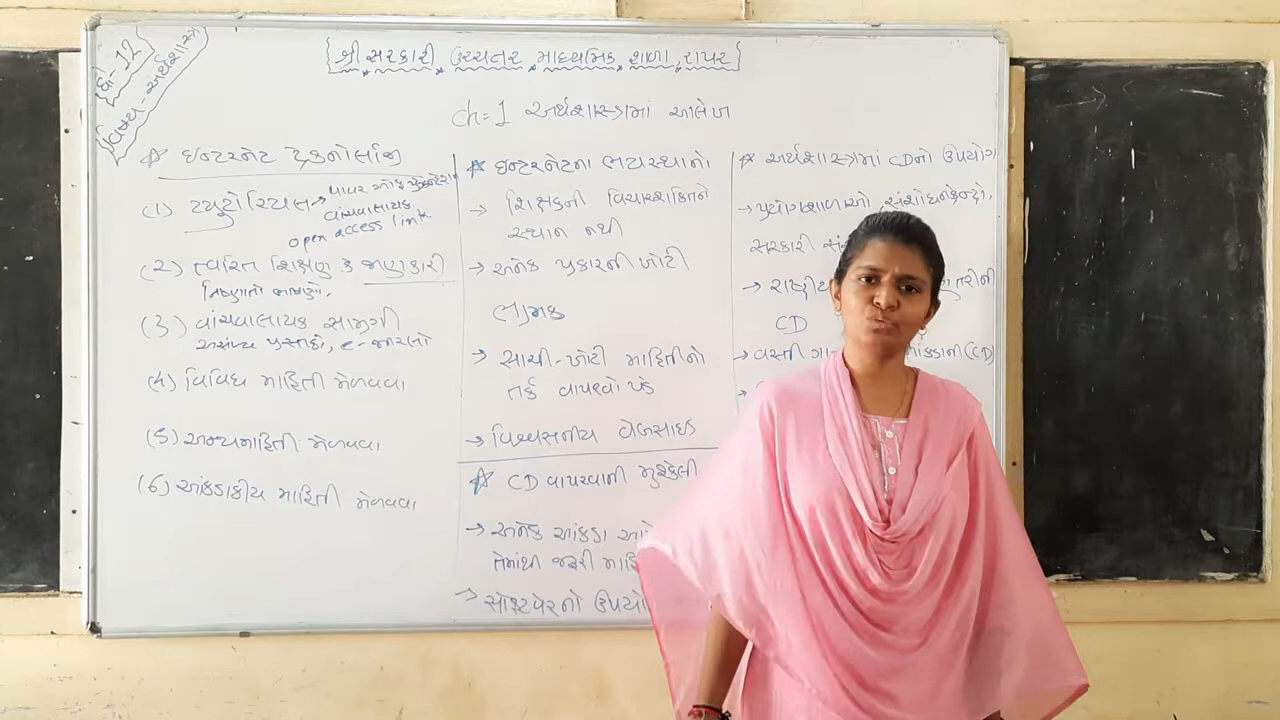 ધો-12
વિષય - અર્થશાસ્ત્ર
શ્રી સરકારી ઉચ્ચતર માધ્યમિક શાળા, રાપર
ch=1 અર્થશાસ્ત્રમાં આલેખ
ઇન્ટરનેટ ટેકનોલૉજી
(1) ટ્યુટોરિયલ →
વાંચવાલાયક
open access link
(2) ત્વરિત શિક્ષણ કે જાણકારી
નિષ્ણાતો ભાષણો,
(3) વાંચવાલાયક સામગ્રી
અસંખ્ય પુસ્તકો, e-જર્નલો
(4) વિવિધ માહિતી મેળવવા
(5) અન્યમાહિતી મેળવવા
(6) આંકડાકીય માહિતી મેળવવા
ઇન્ટરનેટના ભયસ્થાનો
→ શિક્ષકની વિચારશક્તિને
સ્થાન નથી
→ અનેક પ્રકારની ખોટી
ભ્રામક
→ સાચી-ખોટી માહિતીનો
તર્ક વાપરવો પડે
→ વિશ્વસનીય વેબસાઇટ
CD વાપરવાની મુશ્કેલી
→ અનેક આંકડા
તેમાંથી જરૂરી
→ સોફ્ટવેરનો
અર્થશાસ્ત્રમાં CDનો ઉપયોગ
→ પ્રયોગશાળાઓ, સંશોધનકેન્દ્રો,
સરકારી
CD
→ વસ્તી (CD)